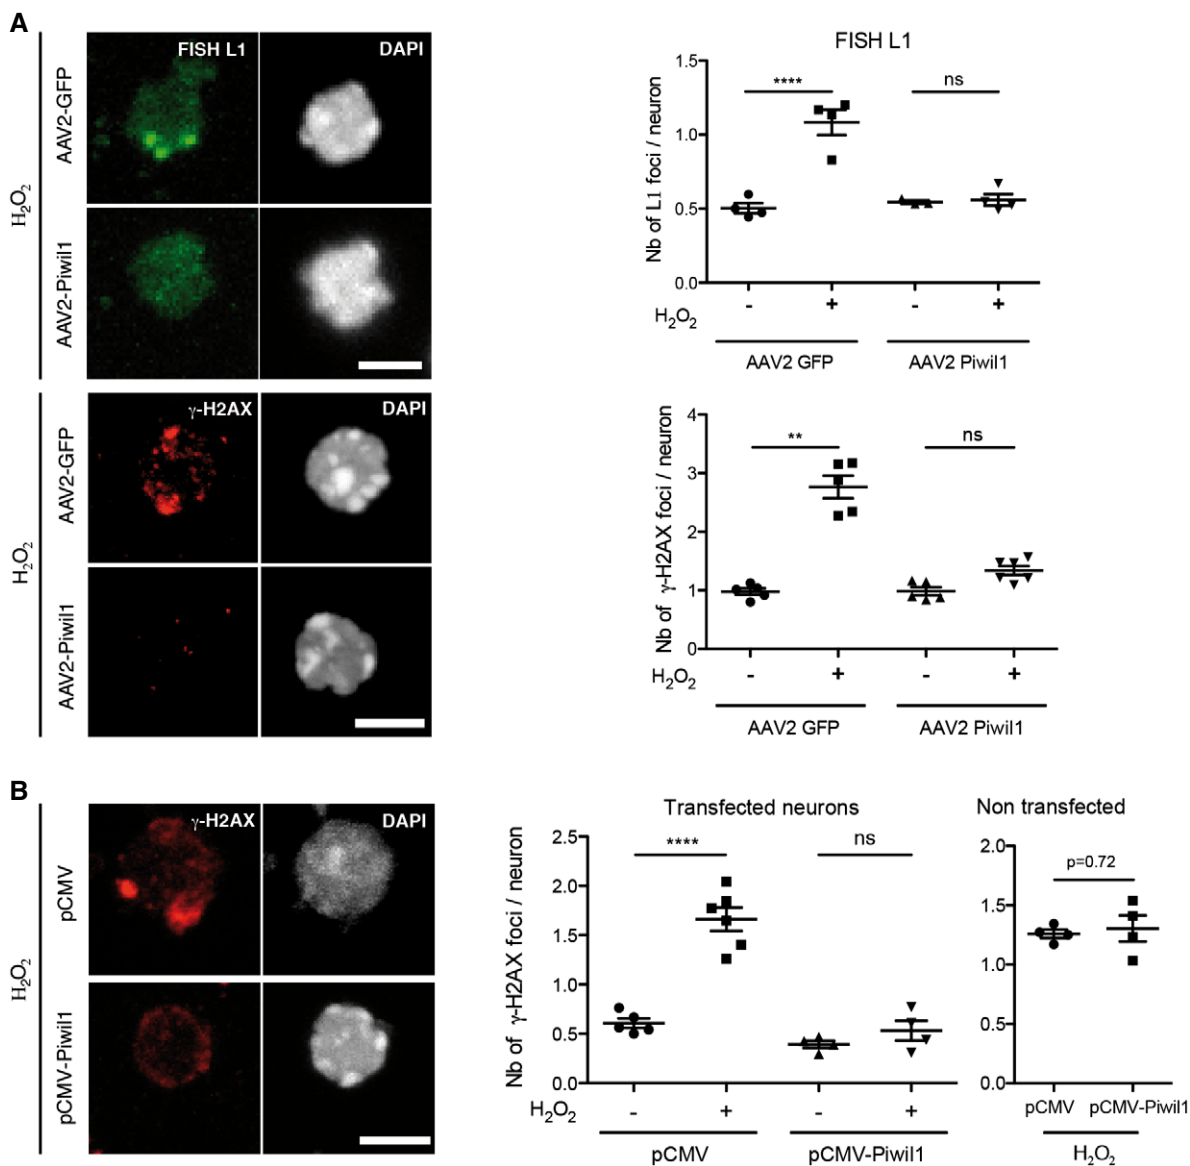 A
H₂O₂
AAV2-GFP
FISH L1
DAPI
AAV2-Piwil1
FISH L1
Nb of L1 foci / neuron
1.5
1.0
0.5
0.0
****
ns
H₂O₂
- + - +
AAV2 GFP
AAV2 Piwil1
H₂O₂
AAV2-GFP
γ-H2AX
DAPI
AAV2-Piwil1
Nb of γ-H2AX foci / neuron
4
3
2
1
0
**
ns
H₂O₂
- + - +
AAV2 GFP
AAV2 Piwil1
B
H₂O₂
pCMV
γ-H2AX
DAPI
pCMV-Piwil1
Transfected neurons
Nb of γ-H2AX foci / neuron
2.5
2.0
1.5
1.0
0.5
0.0
****
ns
H₂O₂
- + - +
pCMV
pCMV-Piwil1
Non transfected
2.0
1.5
1.0
0.5
0.0
p=0.72
pCMV pCMV-Piwil1
H₂O₂